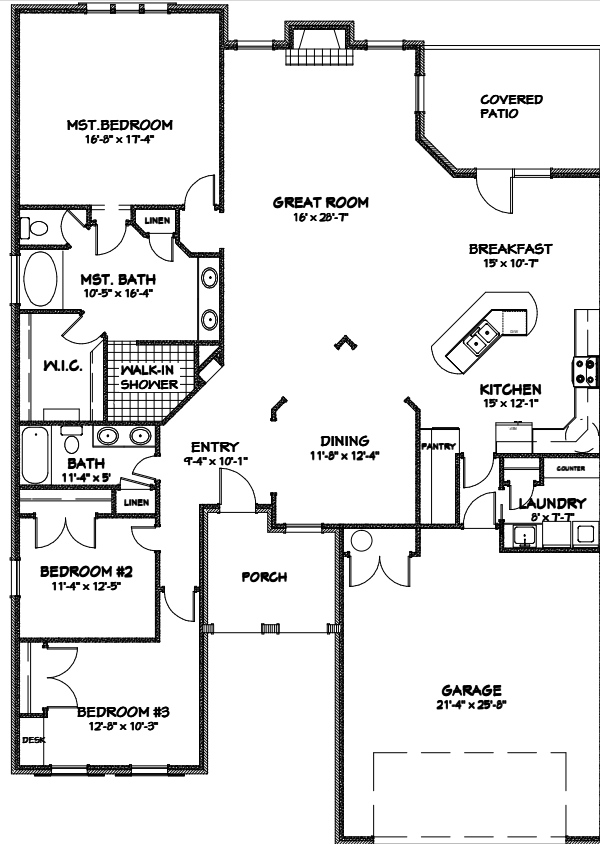 MST.BEDROOM
16'-8" x 17'-4"
COVERED
PATIO
GREAT ROOM
16' x 28'-7"
LINEN
BREAKFAST
15' x 10'-7"
MST. BATH
10'-5" x 16'-4"
W.I.C.
WALK-IN
SHOWER
KITCHEN
15' x 12'-1"
ENTRY
9'-4" x 10'-1"
DINING
11'-8" x 12'-4"
PANTRY
BATH
11'-4" x 5'
COUNTER
LINEN
LAUNDRY
8' x 7'-7"
BEDROOM #2
11'-4" x 12'-5"
PORCH
BEDROOM #3
12'-8" x 10'-3"
DESK
GARAGE
21'-4" x 25'-8"